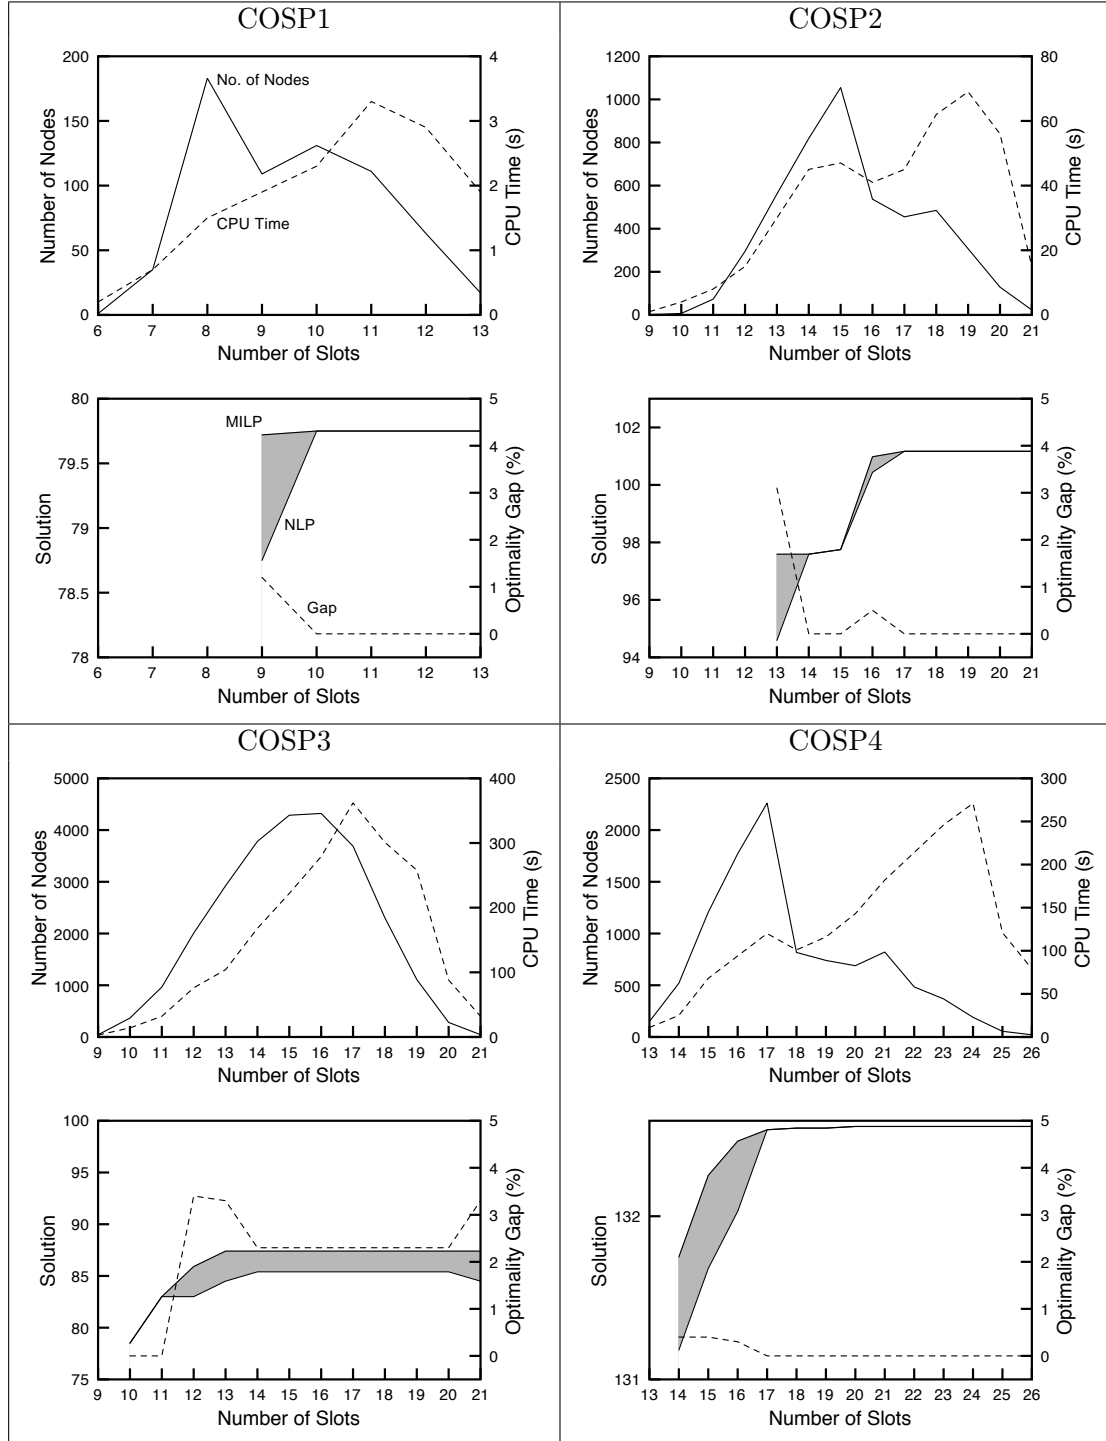 COSP1
200
150
100
50
0
Number of Nodes
No. of Nodes
CPU Time
4
3
2
1
0
CPU Time (s)
6 7 8 9 10 11 12 13
Number of Slots
80
79.5
79
78.5
78
Solution
MILP
NLP
Gap
5
4
3
2
1
0
Optimality Gap (%)
6 7 8 9 10 11 12 13
Number of Slots
COSP2
1200
1000
800
600
400
200
0
Number of Nodes
80
60
40
20
0
CPU Time (s)
9 10 11 12 13 14 15 16 17 18 19 20 21
Number of Slots
102
100
98
96
94
Solution
5
4
3
2
1
0
Optimality Gap (%)
9 10 11 12 13 14 15 16 17 18 19 20 21
Number of Slots
COSP3
5000
4000
3000
2000
1000
0
Number of Nodes
400
300
200
100
0
CPU Time (s)
9 10 11 12 13 14 15 16 17 18 19 20 21
Number of Slots
100
95
90
85
80
75
Solution
5
4
3
2
1
0
Optimality Gap (%)
9 10 11 12 13 14 15 16 17 18 19 20 21
Number of Slots
COSP4
2500
2000
1500
1000
500
0
Number of Nodes
300
250
200
150
100
50
0
CPU Time (s)
13 14 15 16 17 18 19 20 21 22 23 24 25 26
Number of Slots
132
131
Solution
5
4
3
2
1
0
Optimality Gap (%)
13 14 15 16 17 18 19 20 21 22 23 24 25 26
Number of Slots